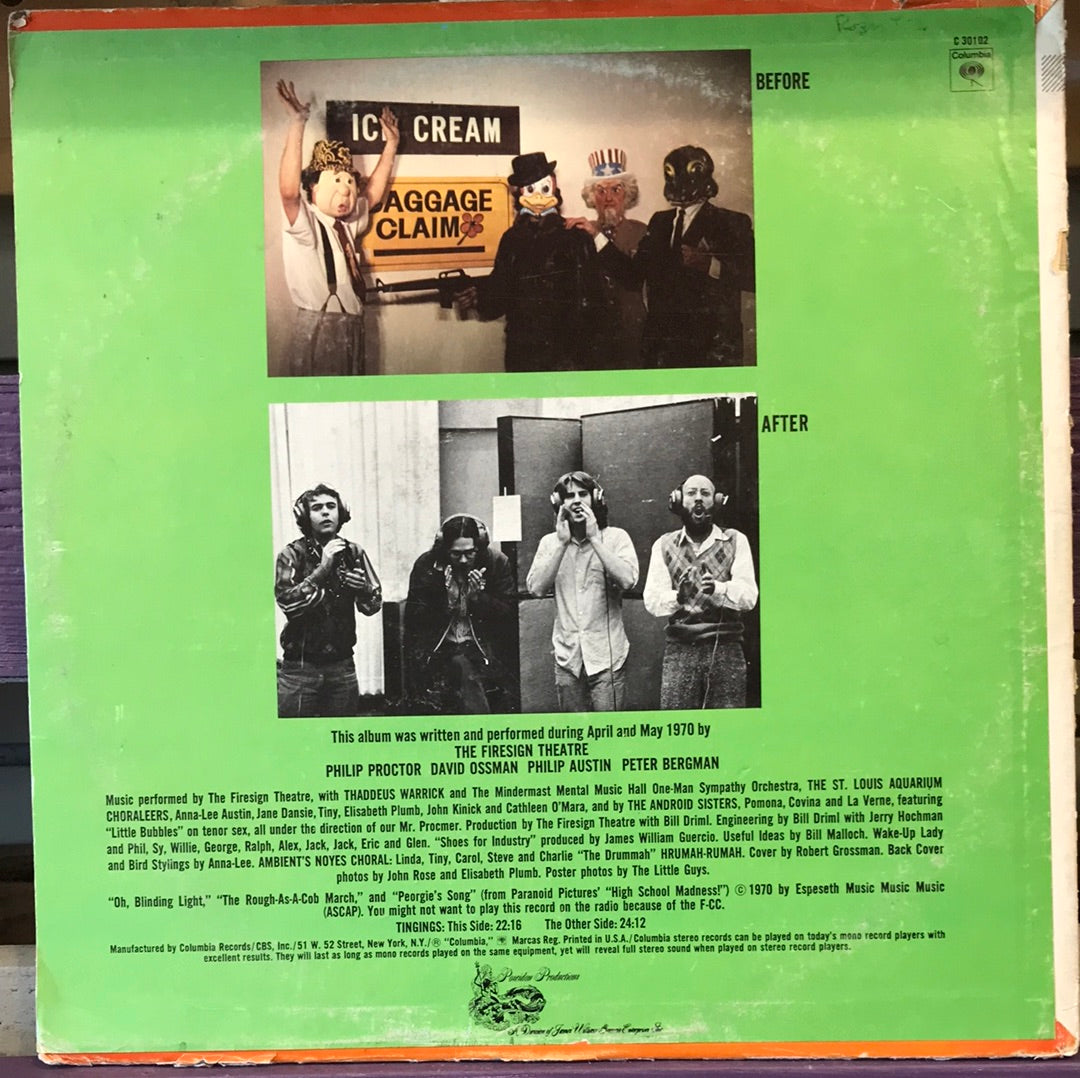 C 30102
Columbia
BEFORE
ICE CREAM
BAGGAGE
CLAIM
AFTER
This album was written and performed during April and May 1970 by
THE FIRESIGN THEATRE
PHILIP PROCTOR DAVID OSSMAN PHILIP AUSTIN PETER BERGMAN
Music performed by The Firesign Theatre, with THADDEUS WARRICK and The Mindermast Mental Music Hall One-Man Sympathy Orchestra, THE ST. LOUIS AQUARIUM
CHORALEERS, Anna-Lee Austin, Jane Dansie, Tiny, Elisabeth Plumb, John Kinick and Cathleen O'Mara, and by THE ANDROID SISTERS, Pomona, Covina and La Verne, featuring
"Little Bubbles" on tenor sex, all under the direction of our Mr. Procmer. Production by The Firesign Theatre with Bill Driml. Engineering by Bill Driml with Jerry Hochman
and Phil, Sy, Willie, George, Ralph, Alex, Jack, Jack, Eric and Glen. "Shoes for Industry" produced by James William Guercio. Useful Ideas by Bill Malloch. Wake-Up Lady
and Bird Stylings by Anna-Lee. AMBIENT'S NOYES CHORAL: Linda, Tiny, Carol, Steve and Charlie "The Drummah" HRUMAH-RUMAH. Cover by Robert Grossman. Back Cover
photos by John Rose and Elisabeth Plumb. Poster photos by The Little Guys.
"Oh, Blinding Light," "The Rough-As-A-Cob March," and "Peorgie's Song" (from Paranoid Pictures' "High School Madness!") © 1970 by Espeseth Music Music Music
(ASCAP). You might not want to play this record on the radio because of the F-CC.
TINGINGS: This Side: 22:16 The Other Side: 24:12
Manufactured by Columbia Records/CBS, Inc./51 W. 52 Street, New York, N.Y./® "Columbia," Marcas Reg. Printed in U.S.A./Columbia stereo records can be played on today's mono record players with
excellent results. They will last as long as mono records played on the same equipment, yet will reveal full stereo sound when played on stereo record players.
Poseidon Productions
A Division of James William Guercio Enterprises Inc